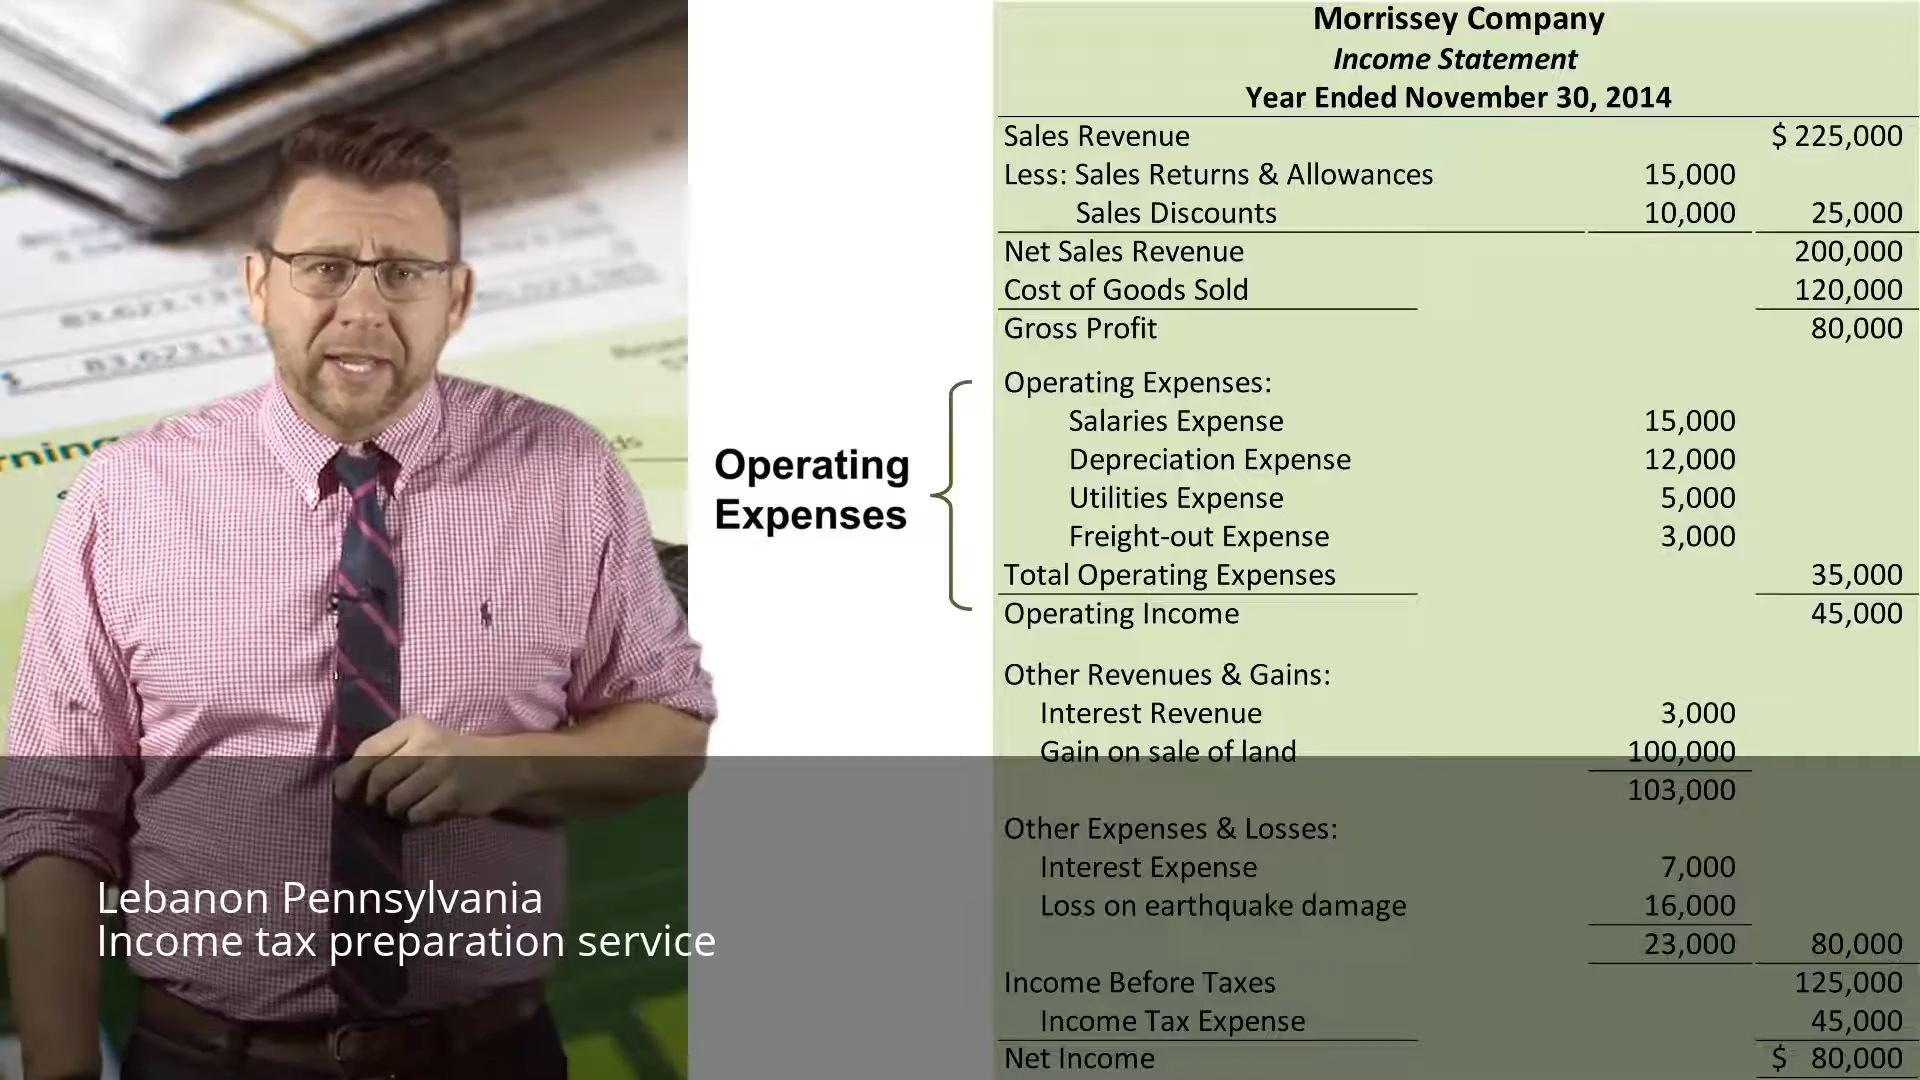 Morrissey Company
Income Statement
Year Ended November 30, 2014
Sales Revenue $ 225,000
Less: Sales Returns & Allowances 15,000
Sales Discounts 10,000 25,000
Net Sales Revenue 200,000
Cost of Goods Sold 120,000
Gross Profit 80,000
Operating Expenses:
Salaries Expense 15,000
Depreciation Expense 12,000
Utilities Expense 5,000
Freight-out Expense 3,000
Total Operating Expenses 35,000
Operating Income 45,000
Other Revenues & Gains:
Interest Revenue 3,000
Gain on sale of land 100,000
103,000
Other Expenses & Losses:
Interest Expense 7,000
Loss on earthquake damage 16,000
23,000 80,000
Income Before Taxes 125,000
Income Tax Expense 45,000
Net Income $ 80,000
Operating
Expenses
Lebanon Pennsylvania
Income tax preparation service